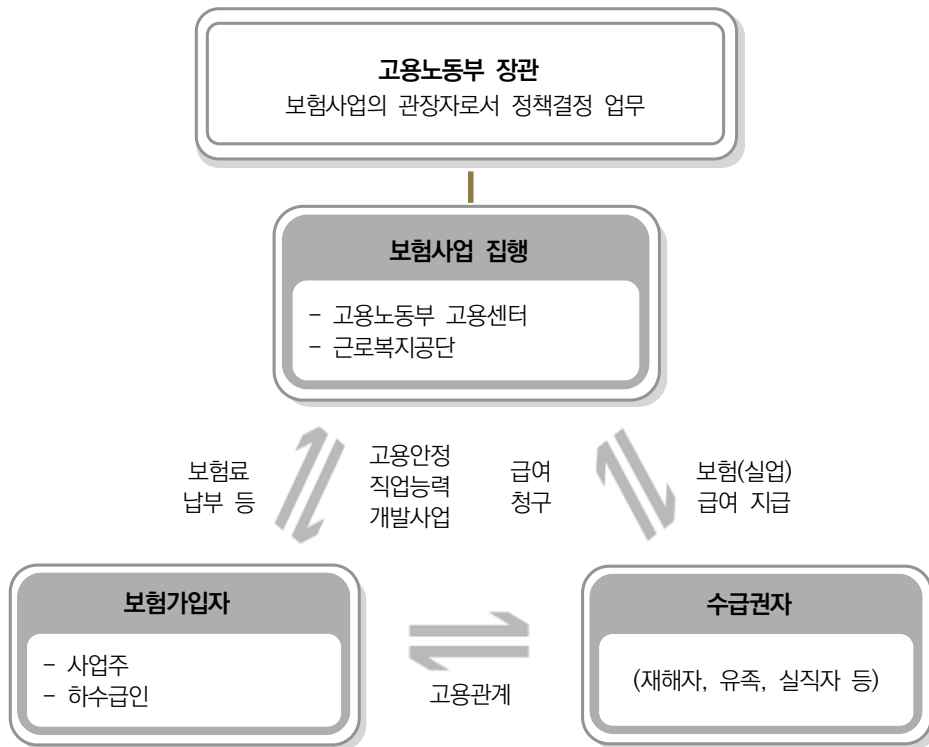 고용노동부 장관
보험사업의 관장자로서 정책결정 업무
보험사업 집행
- 고용노동부 고용센터
- 근로복지공단
보험료
납부 등
고용안정
직업능력
개발사업
급여
청구
보험(실업)
급여 지급
보험가입자
- 사업주
- 하수급인
고용관계
수급권자
(재해자, 유족, 실직자 등)